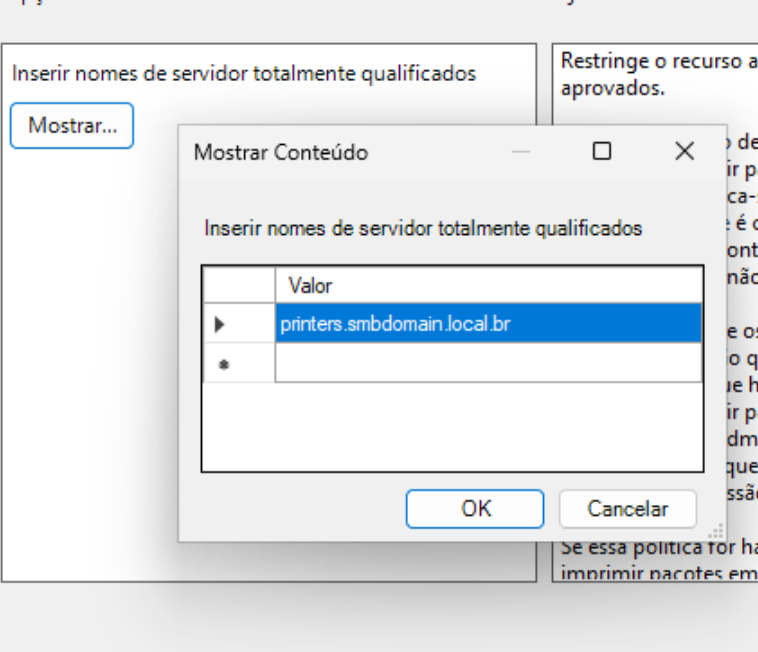 Inserir nomes de servidor totalmente qualificados
Mostrar...
Restringe o recurso a
aprovados.
Mostrar Conteúdo
Inserir nomes de servidor totalmente qualificados
Valor
printers.smbdomain.local.br
OK
Cancelar
Se essa política for ha
imprimir pacotes em